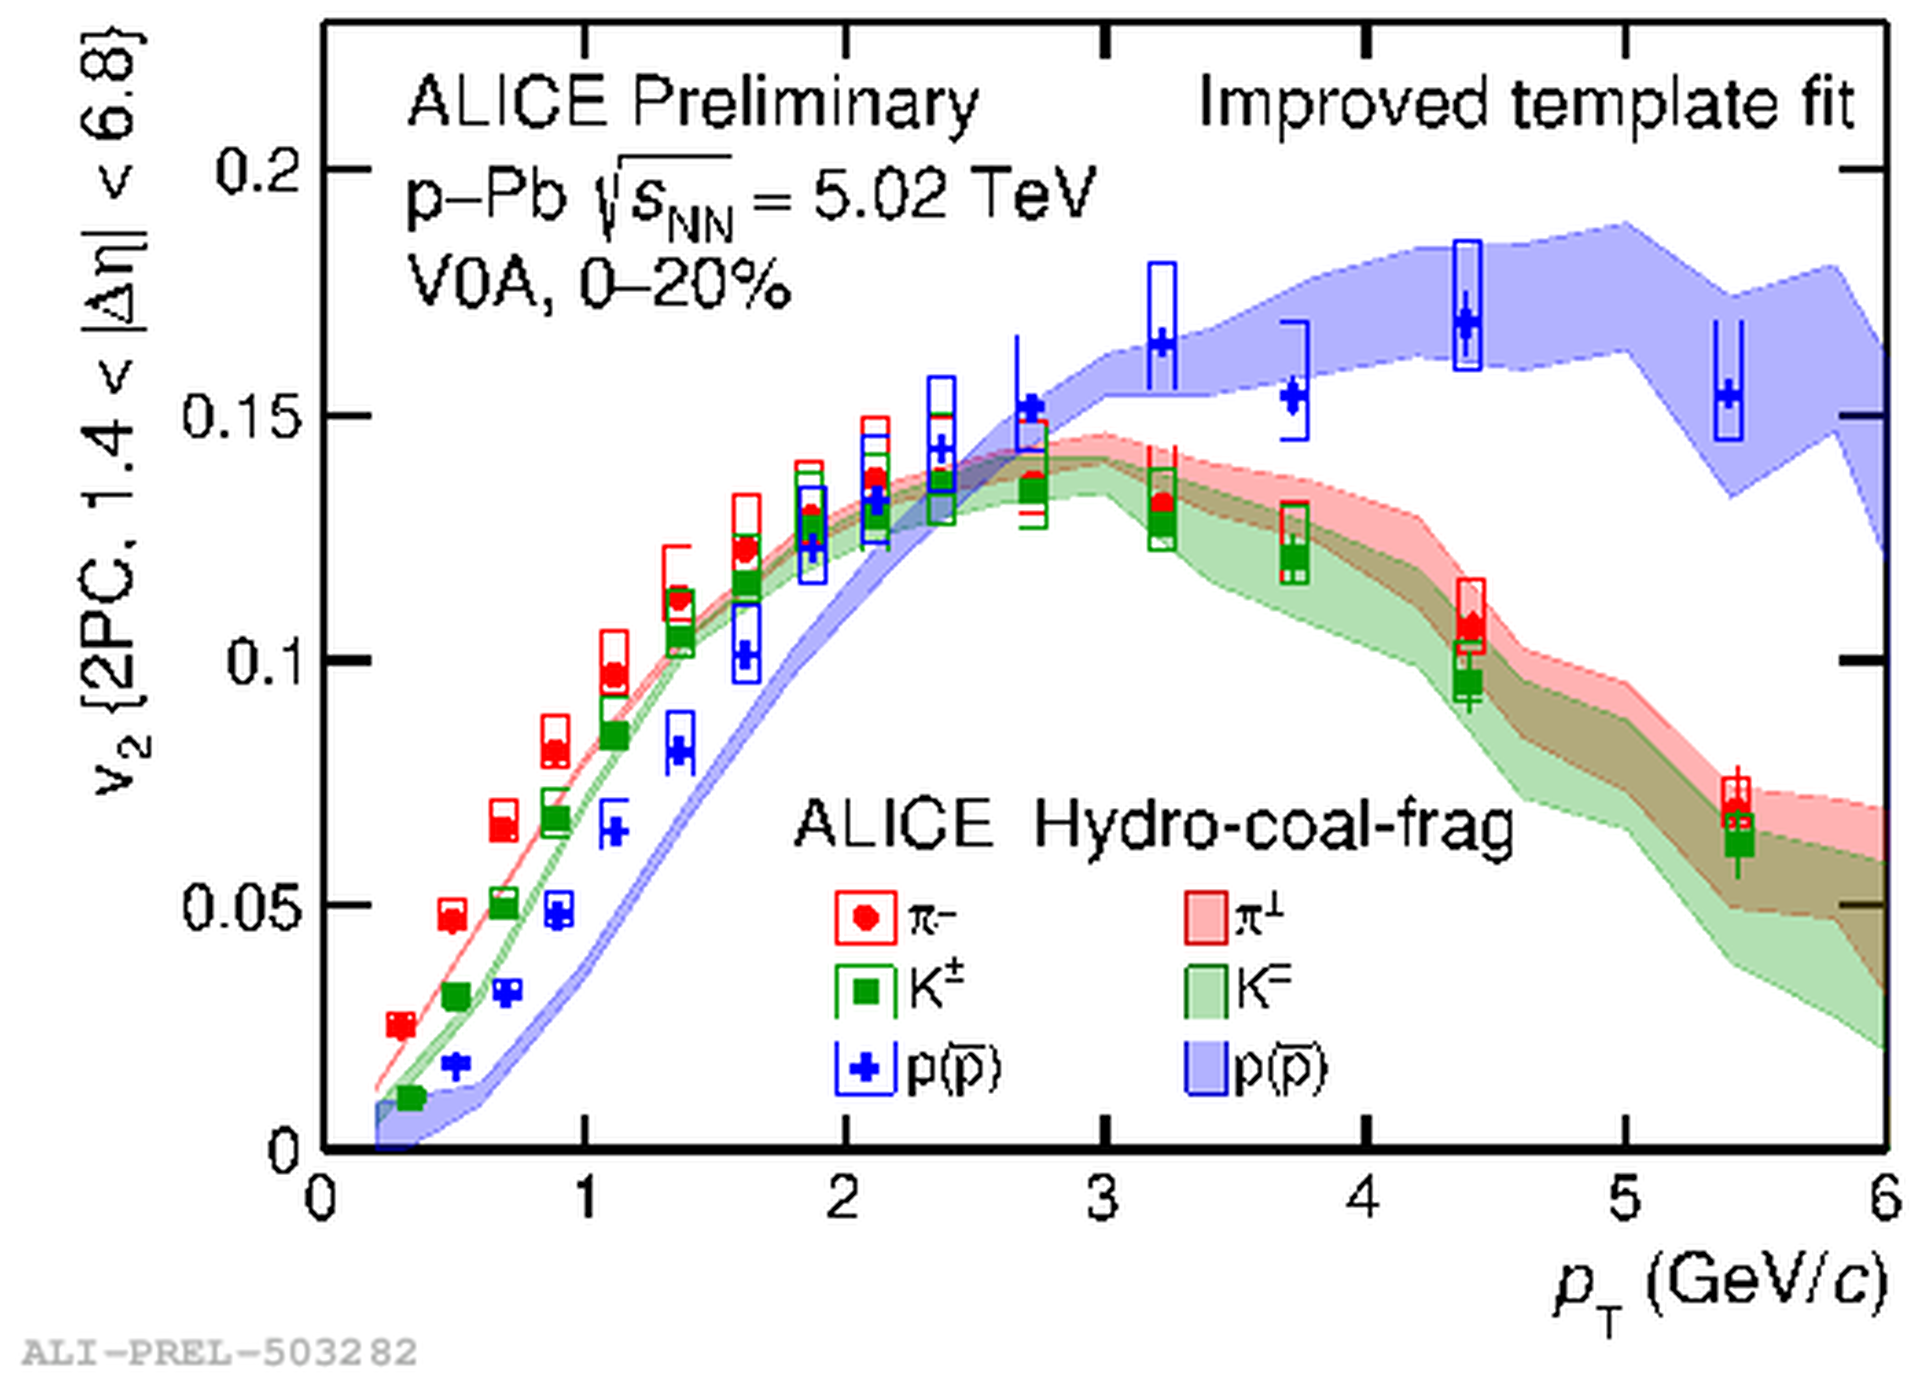 v2 {2PC, 1.4 < |Δη| < 6.8}
ALICE Preliminary
Improved template fit
p–Pb √sNN = 5.02 TeV
V0A, 0–20%
0.2
0.15
0.1
0.05
0
ALICE Hydro-coal-frag
π− π⊥
K± K=
p(p̅) p(p̅)
0 1 2 3 4 5 6
pT (GeV/c)
ALI-PREL-503282